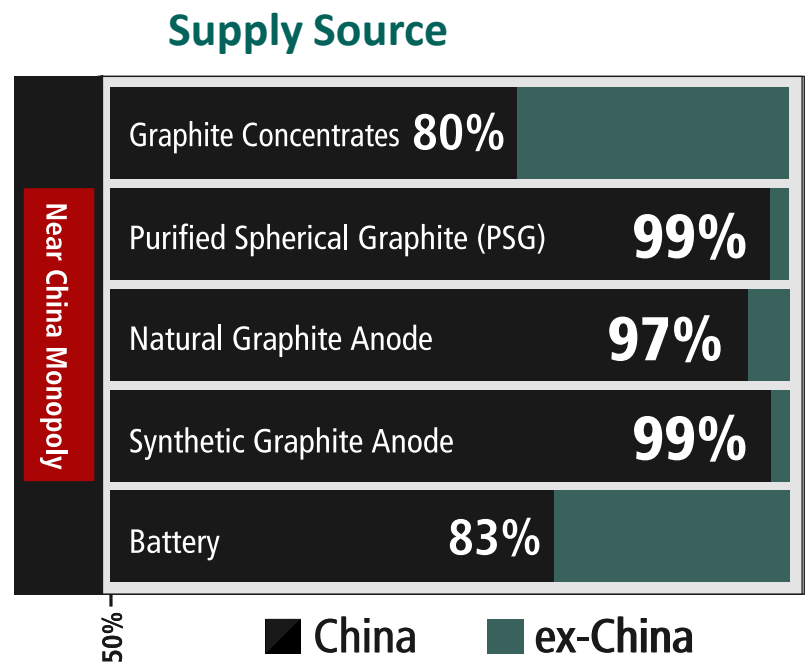 Supply Source
Near China Monopoly
Graphite Concentrates 80%
Purified Spherical Graphite (PSG) 99%
Natural Graphite Anode 97%
Synthetic Graphite Anode 99%
Battery 83%
50%
China
ex-China